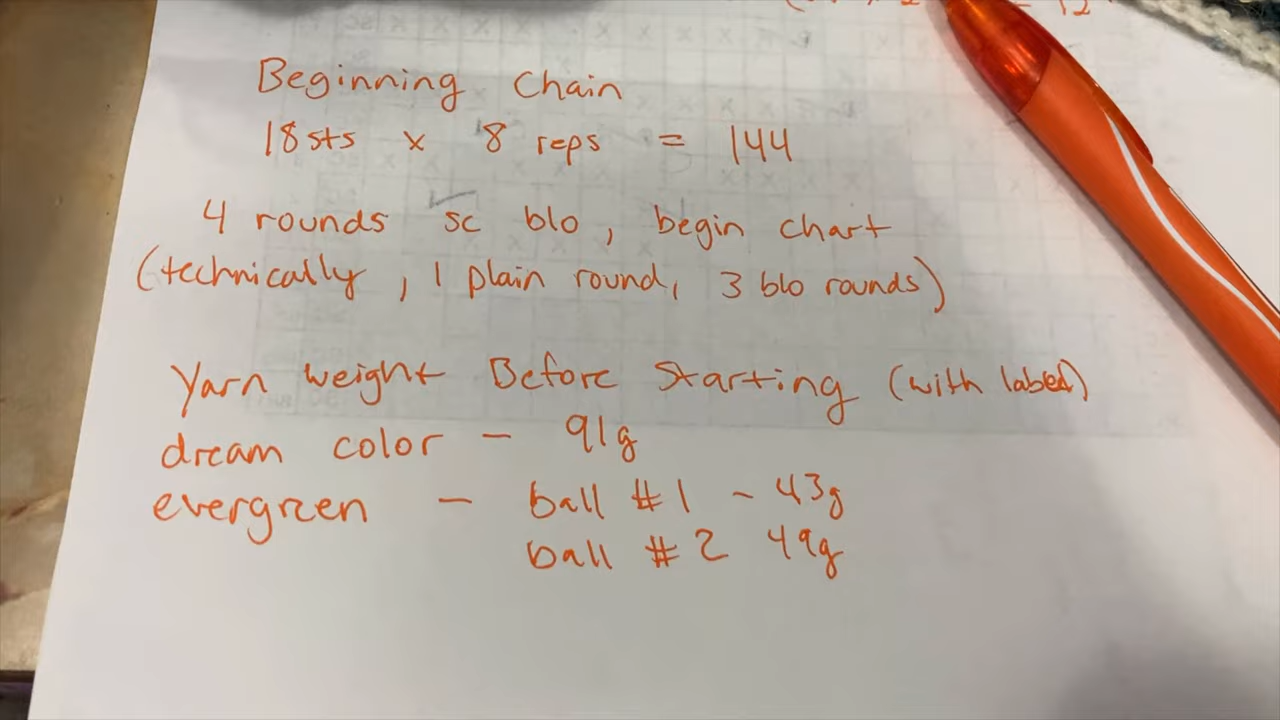 Beginning Chain
18 sts x 8 reps = 144
4 rounds sc blo, begin chart
(technically, 1 plain round, 3 blo rounds)
Yarn weight Before Starting (with label)
dream color - 91g
evergreen - ball #1 - 43g
ball #2 49g